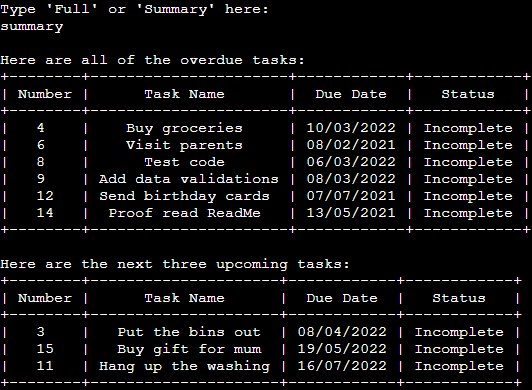 Type 'Full' or 'Summary' here:
summary
Here are all of the overdue tasks:
+--------+--------------------+------------+------------+
| Number | Task Name | Due Date | Status |
+--------+--------------------+------------+------------+
| 4 | Buy groceries | 10/03/2022 | Incomplete |
| 6 | Visit parents | 08/02/2021 | Incomplete |
| 8 | Test code | 06/03/2022 | Incomplete |
| 9 | Add data validations | 08/03/2022 | Incomplete |
| 12 | Send birthday cards | 07/07/2021 | Incomplete |
| 14 | Proof read ReadMe | 13/05/2021 | Incomplete |
+--------+--------------------+------------+------------+
Here are the next three upcoming tasks:
+--------+--------------------+------------+------------+
| Number | Task Name | Due Date | Status |
+--------+--------------------+------------+------------+
| 3 | Put the bins out | 08/04/2022 | Incomplete |
| 15 | Buy gift for mum | 19/05/2022 | Incomplete |
| 11 | Hang up the washing | 16/07/2022 | Incomplete |
+--------+--------------------+------------+------------+